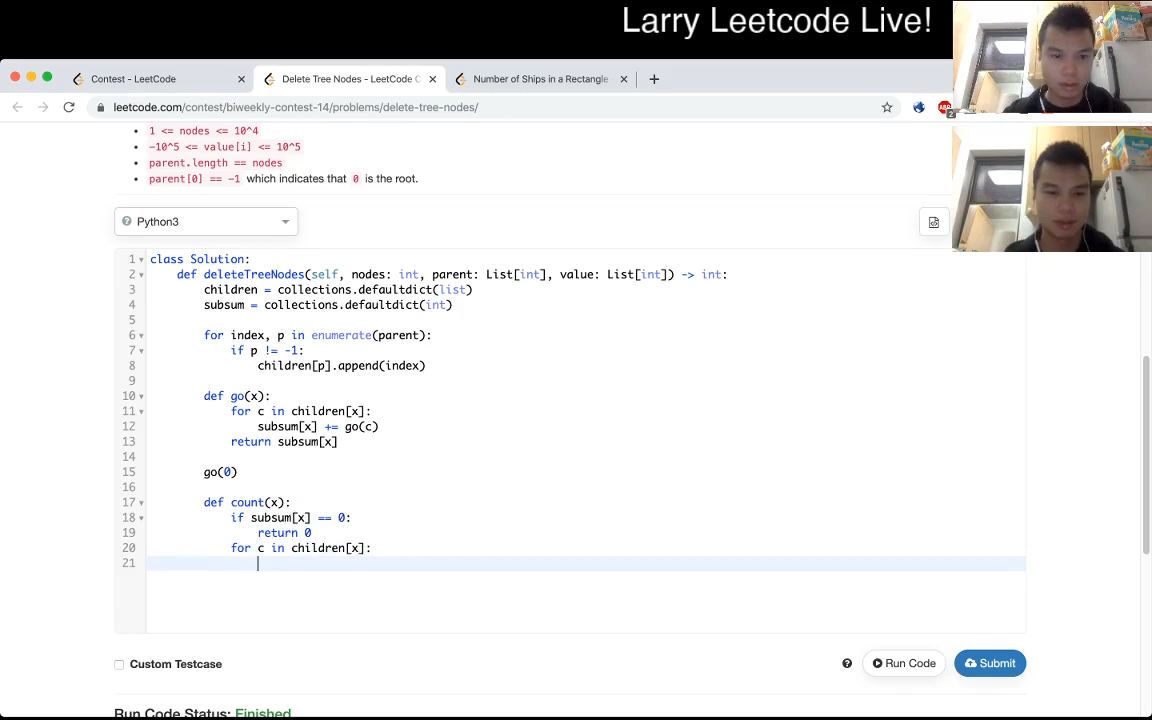 Larry Leetcode Live!
Contest - LeetCode
Delete Tree Nodes - LeetCode C
Number of Ships in a Rectangle
leetcode.com/contest/biweekly-contest-14/problems/delete-tree-nodes/
1 <= nodes <= 10^4
-10^5 <= value[i] <= 10^5
parent.length == nodes
parent[0] == -1 which indicates that 0 is the root.
Python3
1 class Solution:
2 def deleteTreeNodes(self, nodes: int, parent: List[int], value: List[int]) -> int:
3 children = collections.defaultdict(list)
4 subsum = collections.defaultdict(int)
5
6 for index, p in enumerate(parent):
7 if p != -1:
8 children[p].append(index)
9
10 def go(x):
11 for c in children[x]:
12 subsum[x] += go(c)
13 return subsum[x]
14
15 go(0)
16
17 def count(x):
18 if subsum[x] == 0:
19 return 0
20 for c in children[x]:
21
Custom Testcase
Run Code
Submit
Run Code Status: Finished